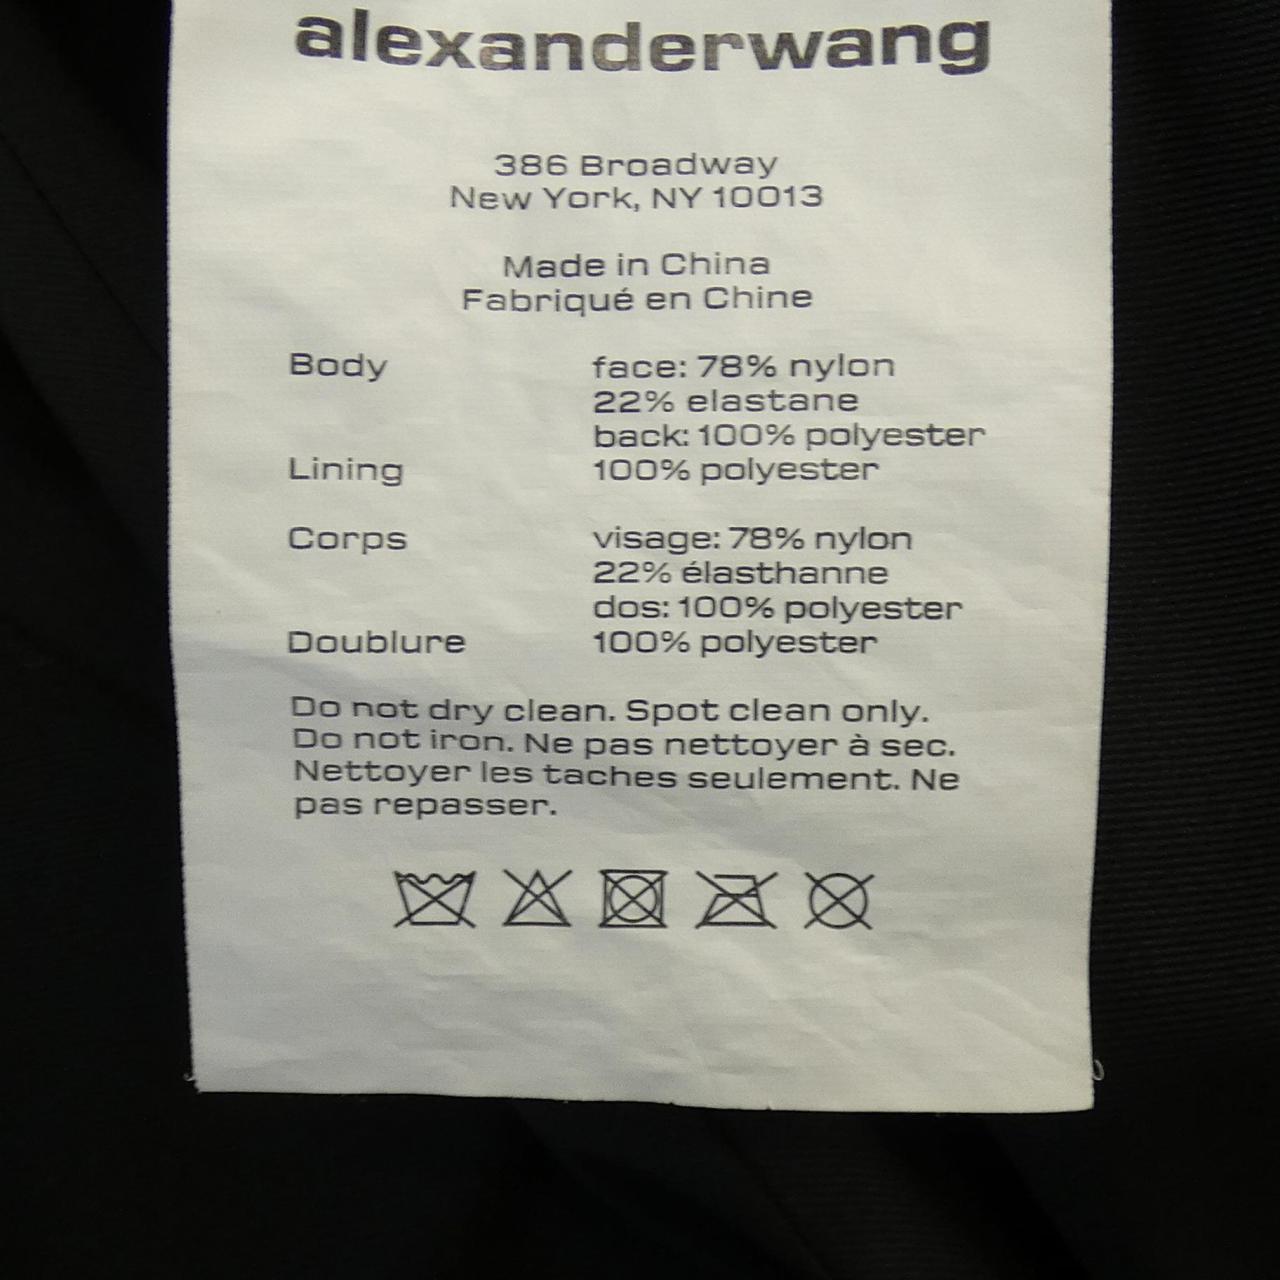 alexanderwang
386 Broadway
New York, NY 10013
Made in China
Fabriqué en Chine
Body face: 78% nylon
22% elastane
back: 100% polyester
Lining 100% polyester
Corps visage: 78% nylon
22% élasthanne
dos: 100% polyester
Doublure 100% polyester
Do not dry clean. Spot clean only.
Do not iron. Ne pas nettoyer à sec.
Nettoyer les taches seulement. Ne
pas repasser.